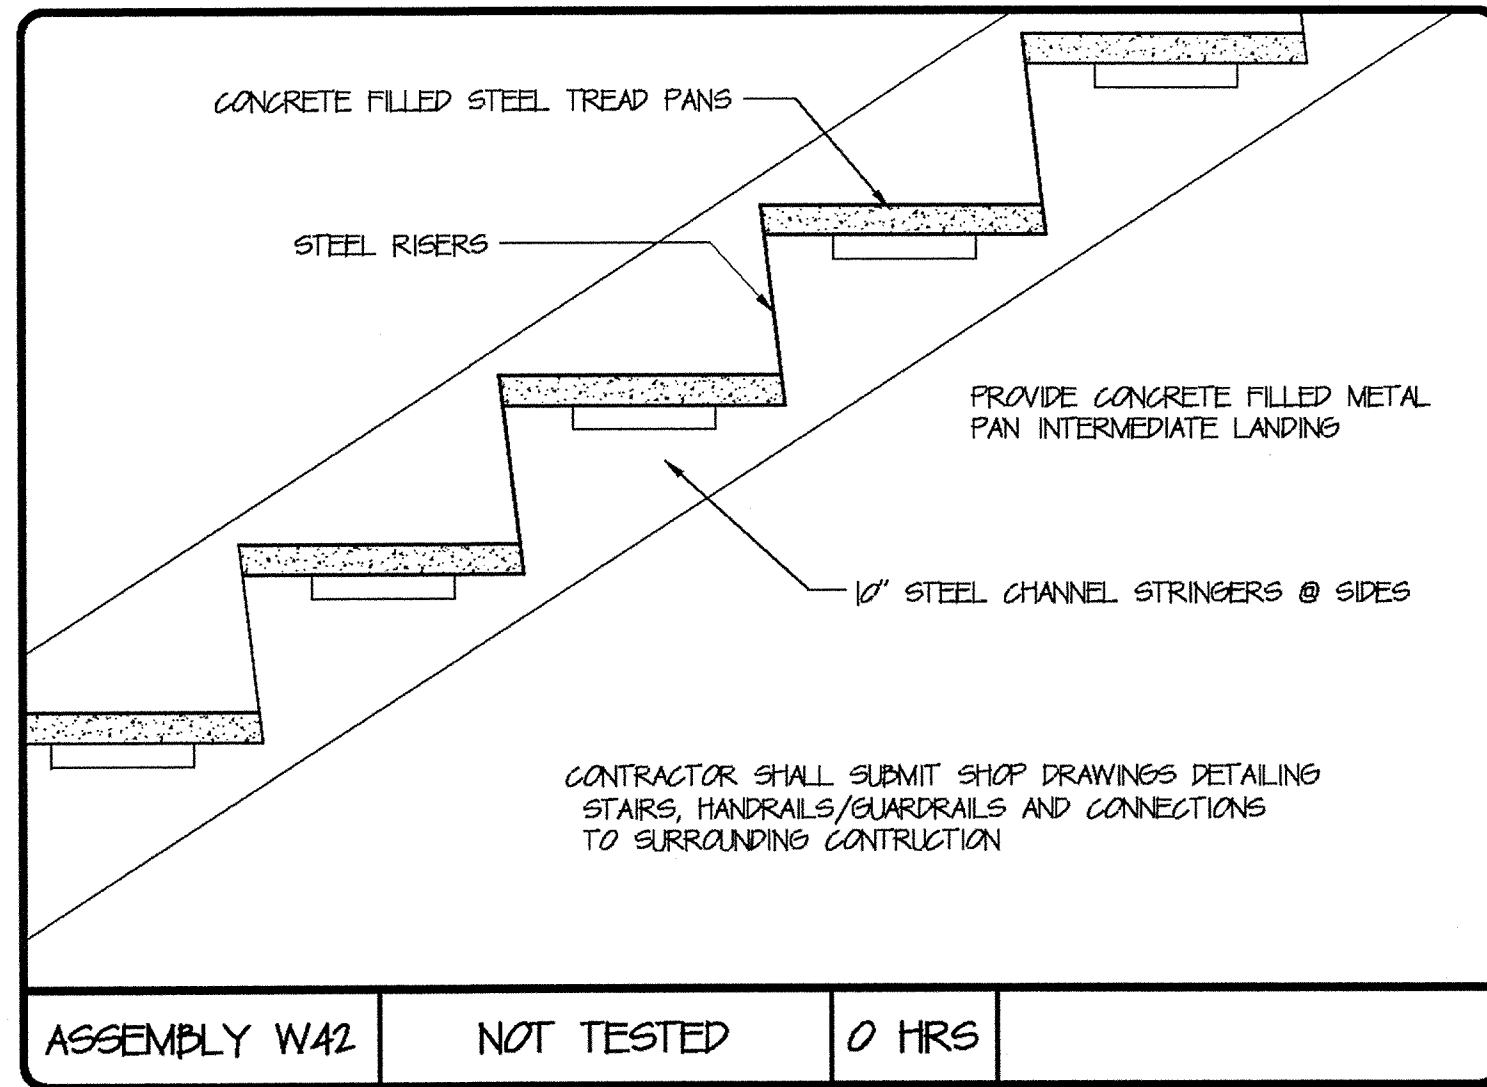 CONCRETE FILLED STEEL TREAD PANS
STEEL RISERS
PROVIDE CONCRETE FILLED METAL
PAN INTERMEDIATE LANDING
10" STEEL CHANNEL STRINGERS @ SIDES
CONTRACTOR SHALL SUBMIT SHOP DRAWINGS DETAILING
STAIRS, HANDRAILS/GUARDRAILS AND CONNECTIONS
TO SURROUNDING CONTRUCTION
ASSEMBLY W42
NOT TESTED
0 HRS